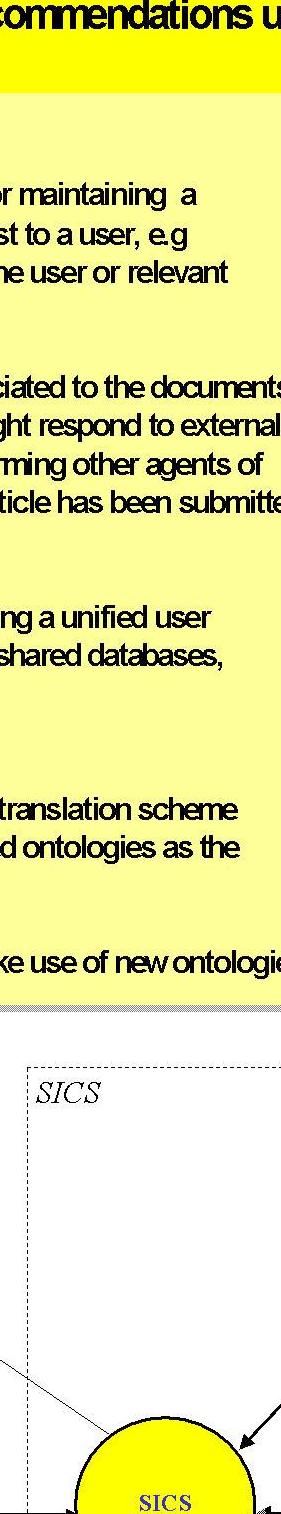 commendations u
or maintaining a
st to a user, e.g
ne user or relevant
ciated to the documents
ght respond to external
rming other agents of
ticle has been submitte
ng a unified user
shared databases,
translation scheme
d ontologies as the
ke use of new ontologie
SICS
SICS